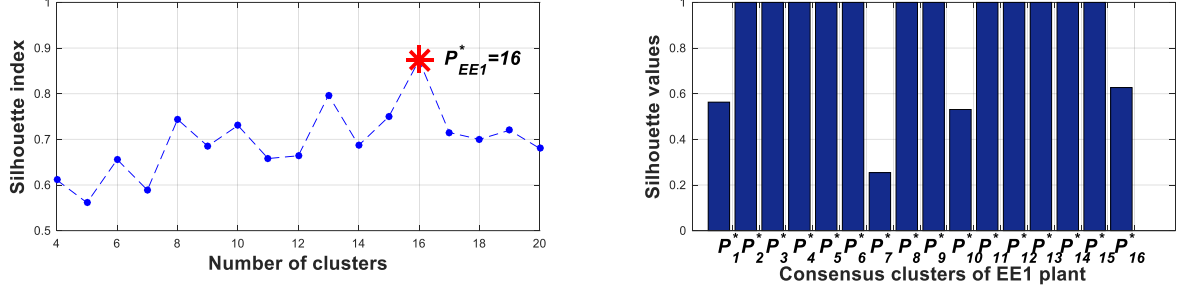 1
0.9
0.8
0.7
0.6
0.5
Silhouette index
P*EE1=16
4 6 8 10 12 14 16 18 20
Number of clusters
1
0.8
0.6
0.4
0.2
0
Silhouette values
P*1 P*2 P*3 P*4 P*5 P*6 P*7 P*8 P*9 P*10 P*11 P*12 P*13 P*14 P*15 P*16
Consensus clusters of EE1 plant